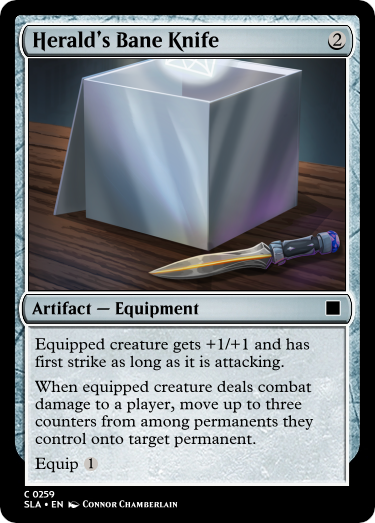 Herald's Bane Knife 2
Artifact — Equipment
Equipped creature gets +1/+1 and has
first strike as long as it is attacking.
When equipped creature deals combat
damage to a player, move up to three
counters from among permanents they
control onto target permanent.
Equip 1
C 0259
SLA • EN Connor Chamberlain